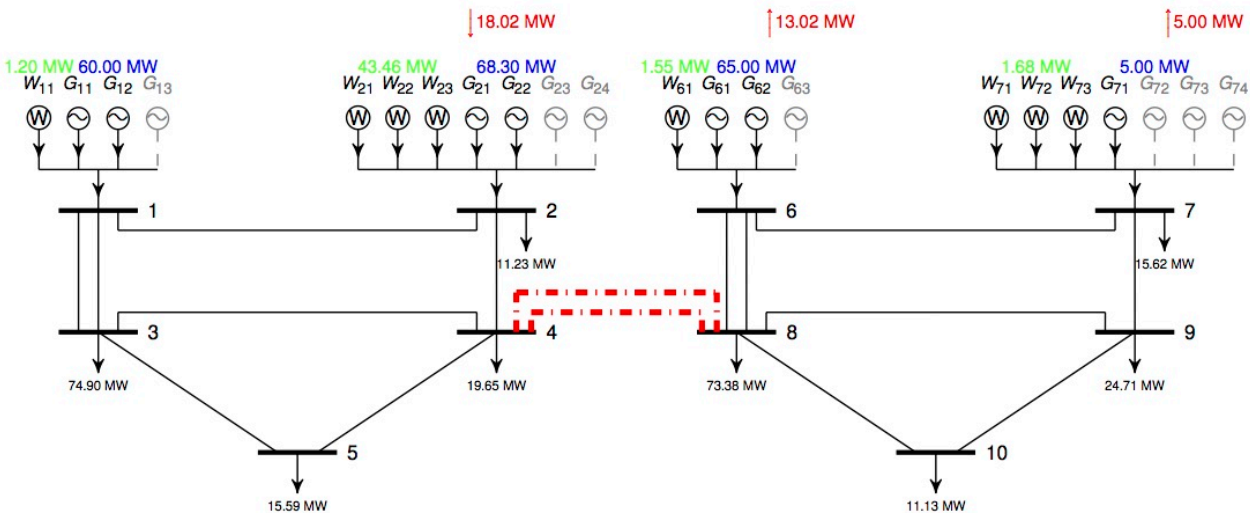 18.02 MW 13.02 MW 5.00 MW
1.20 MW 60.00 MW 43.46 MW 68.30 MW 1.55 MW 65.00 MW 1.68 MW 5.00 MW
W11 G11 G12 G13 W21 W22 W23 G21 G22 G23 G24 W61 G61 G62 G63 W71 W72 W73 G71 G72 G73 G74
W W W W W W W W
1 2 6 7
11.23 MW 15.62 MW
3 4 8 9
74.90 MW 19.65 MW 73.38 MW 24.71 MW
5 10
15.59 MW 11.13 MW